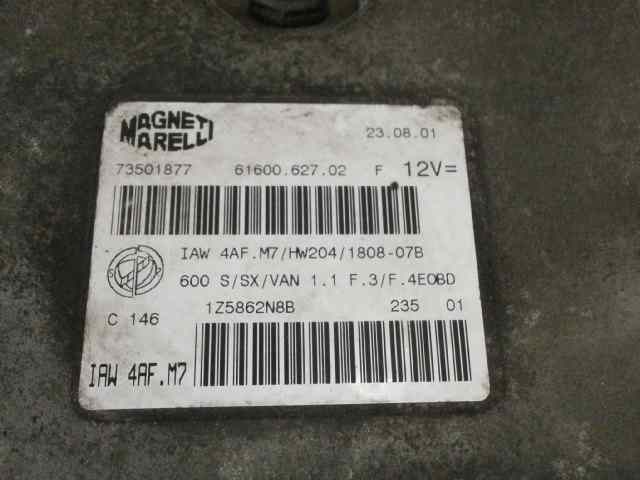 MAGNETI
MARELLI
23.08.01
73501877 61600.627.02 F 12V=
IAW 4AF.M7/HW204/1808-07B
600 S/SX/VAN 1.1 F.3/F.4EOBD
C 146 1Z5862N8B 235 01
IAW 4AF.M7